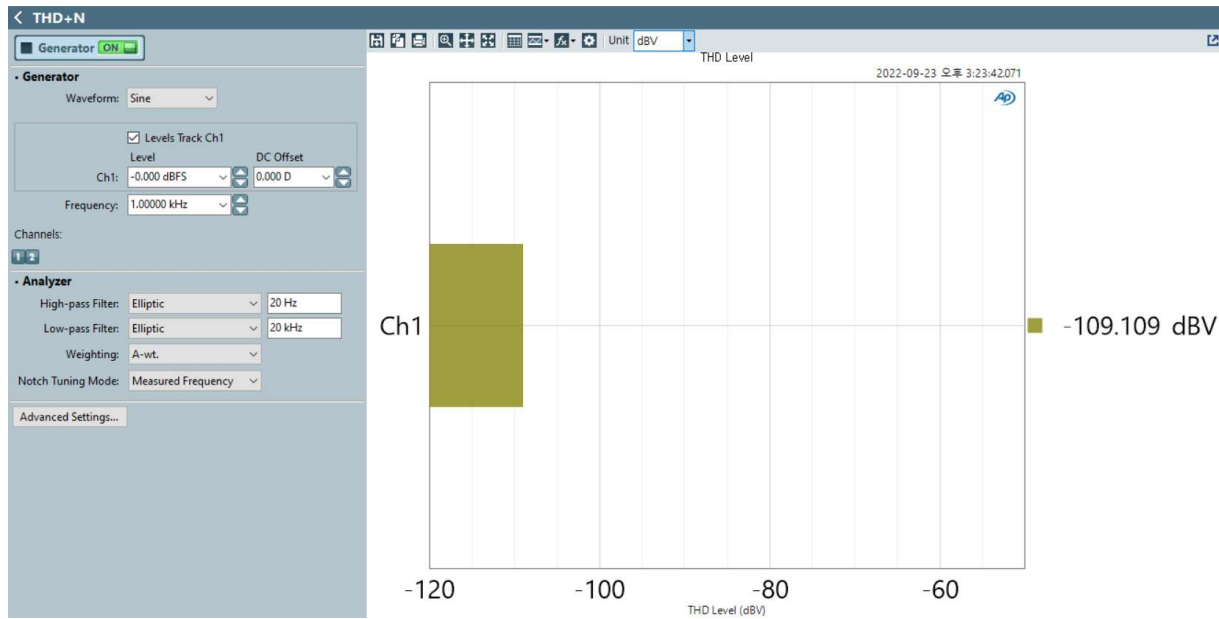 THD+N
Generator ON
Generator
Waveform: Sine
Levels Track Ch1
Level DC Offset
Ch1: -0.000 dBFS 0.000 D
Frequency: 1.00000 kHz
Channels:
1 2
Analyzer
High-pass Filter: Elliptic 20 Hz
Low-pass Filter: Elliptic 20 kHz
Weighting: A-wt.
Notch Tuning Mode: Measured Frequency
Advanced Settings...
Unit dBV
THD Level
2022-09-23 오후 3:23:42.071
AP
Ch1
-109.109 dBV
-120 -100 -80 -60
THD Level (dBV)